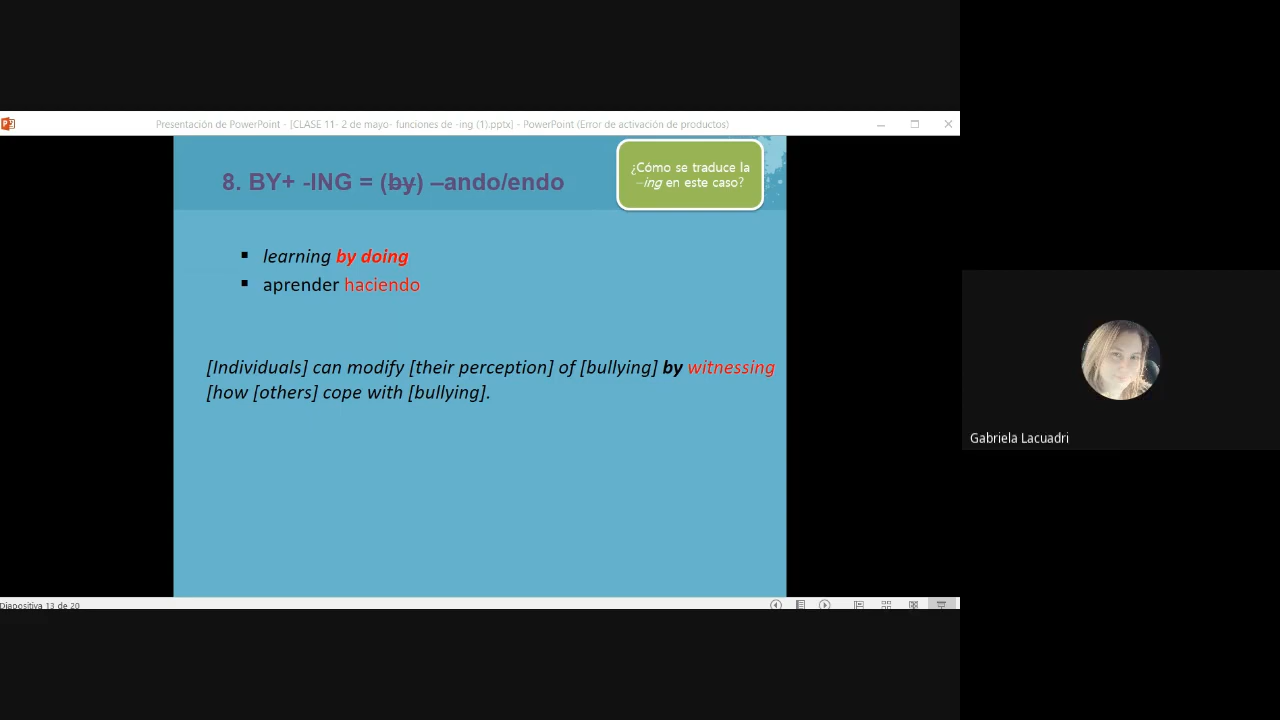 Presentación de PowerPoint - [CLASE 11- 2 de mayo- funciones de -ing (1).pptx] - PowerPoint (Error de activación de productos)
8. BY+ -ING = (by) –ando/endo
¿Cómo se traduce la
–ing en este caso?
learning by doing
aprender haciendo
[Individuals] can modify [their perception] of [bullying] by witnessing
[how [others] cope with [bullying].
Gabriela Lacuadri
Diapositiva 13 de 20